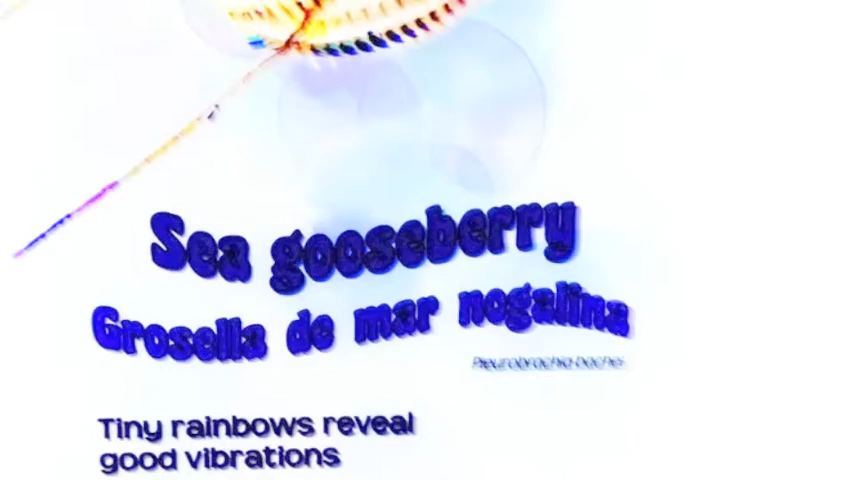 Sea gooseberry
Grosella de mar nogalina
Pleurobrachia bachei
Tiny rainbows reveal
good vibrations